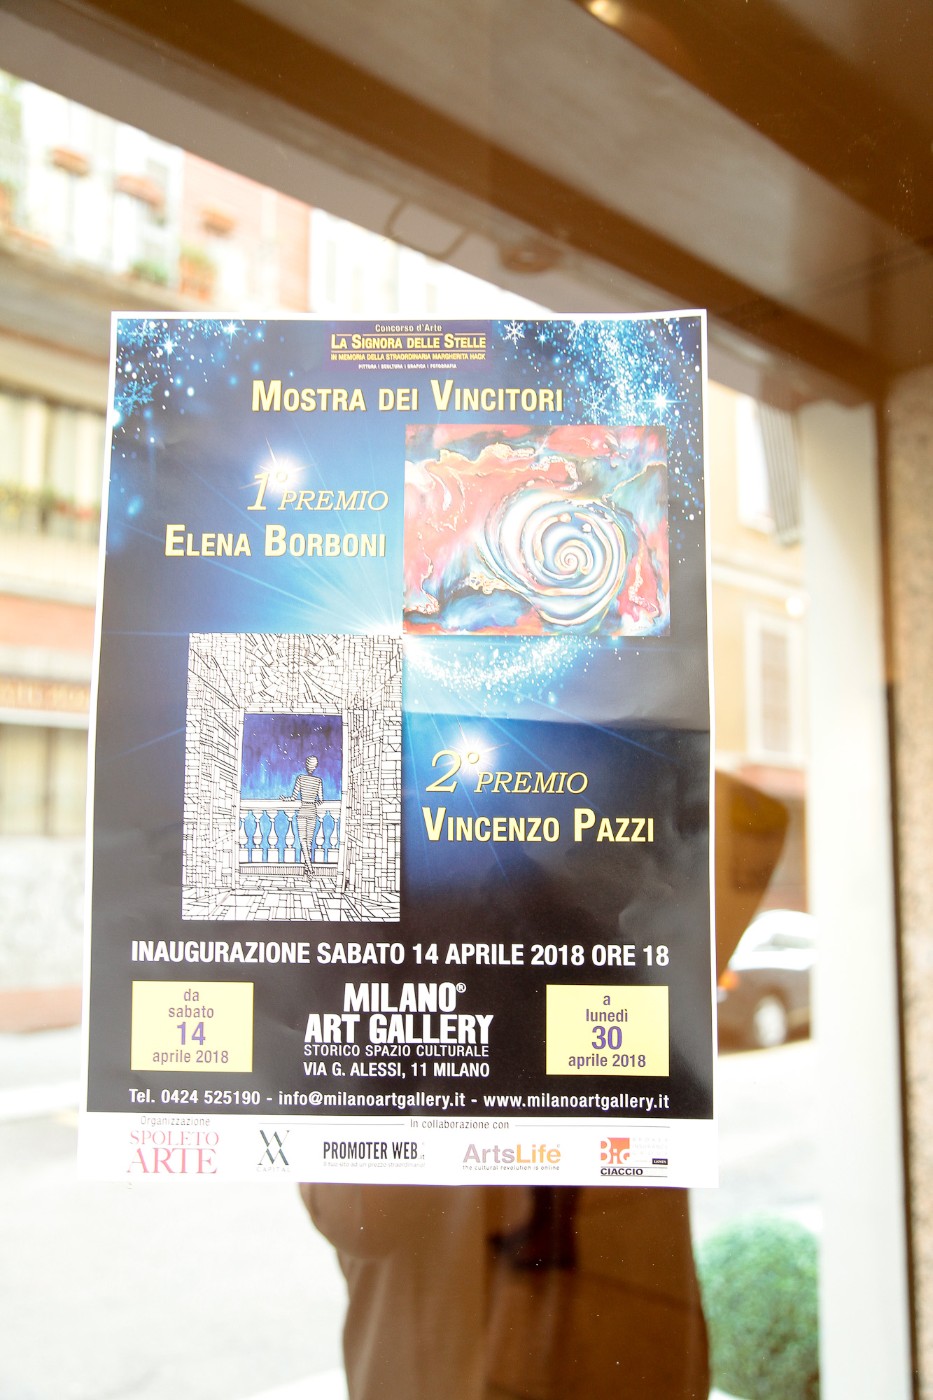 Concorso d'Arte
LA SIGNORA DELLE STELLE
IN MEMORIA DELLA STRAORDINARIA MARGHERITA HACK
PITTURA | SCULTURA | GRAFICA | FOTOGRAFIA
MOSTRA DEI VINCITORI
1° PREMIO
ELENA BORBONI
2° PREMIO
VINCENZO PAZZI
INAUGURAZIONE SABATO 14 APRILE 2018 ORE 18
da
sabato
14
aprile 2018
MILANO®
ART GALLERY
STORICO SPAZIO CULTURALE
VIA G. ALESSI, 11 MILANO
a
lunedì
30
aprile 2018
Tel. 0424 525190 - info@milanoartgallery.it - www.milanoartgallery.it
Organizzazione
SPOLETO
ARTE
In collaborazione con
CAPITAL
PROMOTER WEB.it
ArtsLife
the cultural revolution is online
Big
CIACCIO